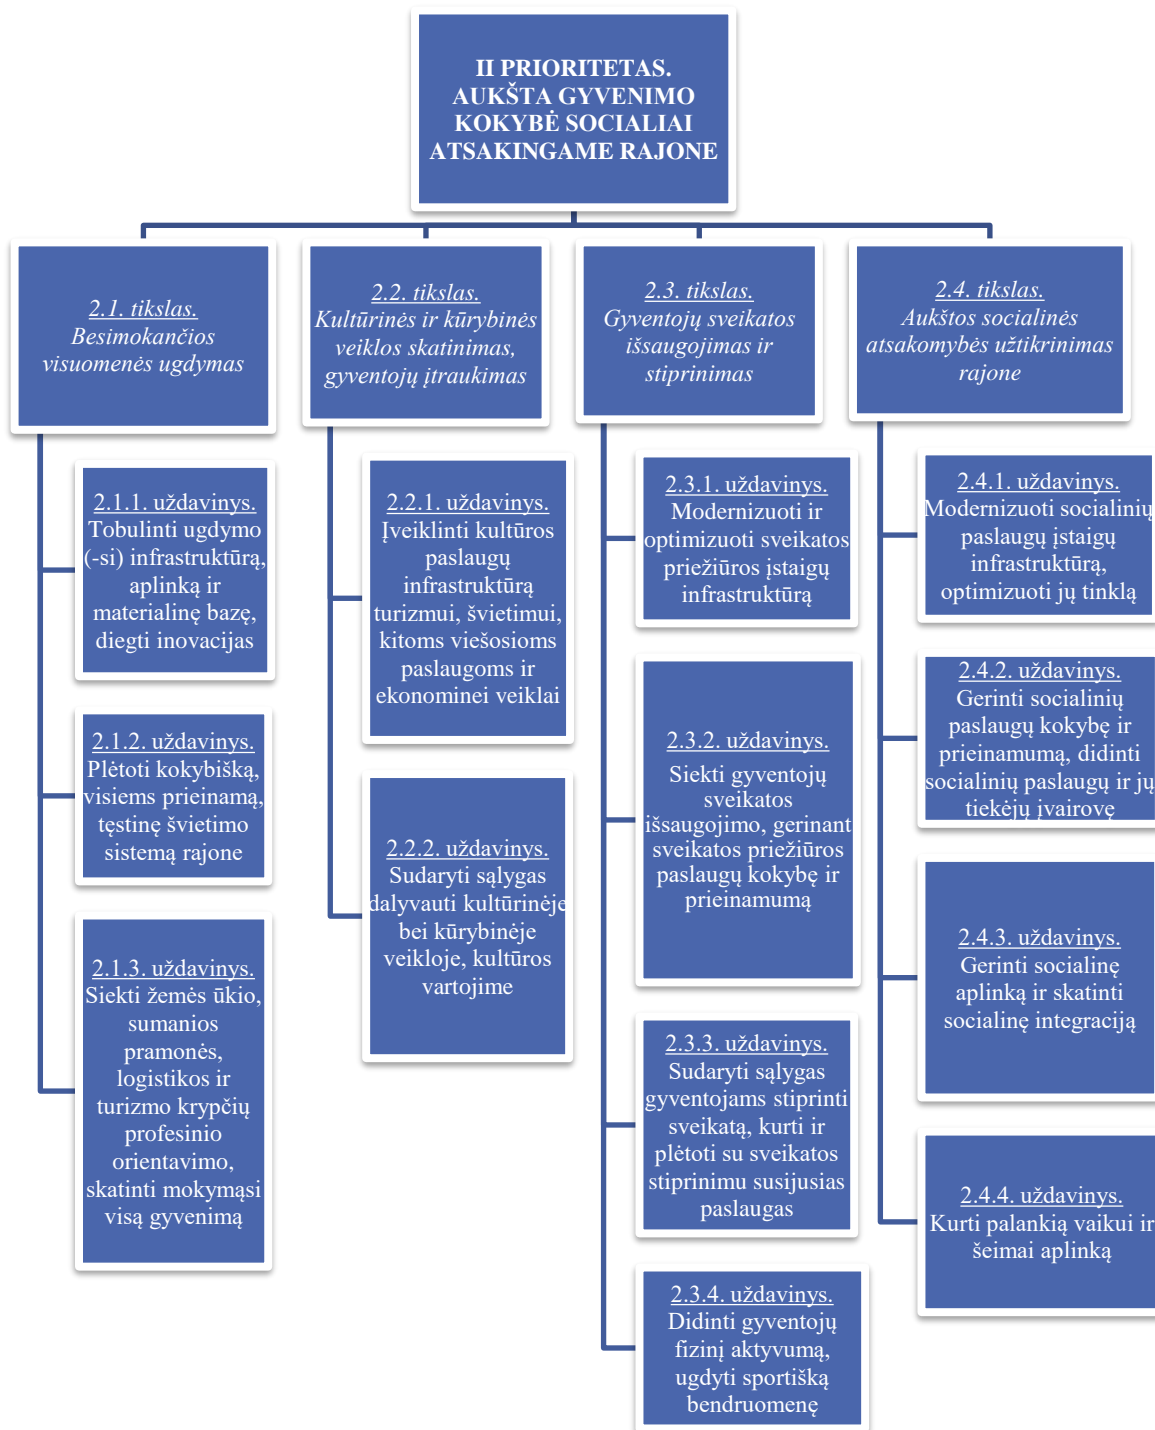 II PRIORITETAS.
AUKŠTA GYVENIMO
KOKYBĖ SOCIALIAI
ATSAKINGAME RAJONE
2.1. tikslas.
Besimokančios
visuomenės ugdymas
2.2. tikslas.
Kultūrinės ir kūrybinės
veiklos skatinimas,
gyventojų įtraukimas
2.3. tikslas.
Gyventojų sveikatos
išsaugojimas ir
stiprinimas
2.4. tikslas.
Aukštos socialinės
atsakomybės užtikrinimas
rajone
2.1.1. uždavinys.
Tobulinti ugdymo
(-si) infrastruktūrą,
aplinką ir
materialinę bazę,
diegti inovacijas
2.1.2. uždavinys.
Plėtoti kokybišką,
visiems prieinamą,
tęstinę švietimo
sistemą rajone
2.1.3. uždavinys.
Siekti žemės ūkio,
sumanios
pramonės,
logistikos ir
turizmo krypčių
profesinio
orientavimo,
skatinti mokymąsi
visą gyvenimą
2.2.1. uždavinys.
Įveiklinti kultūros
paslaugų
infrastruktūrą
turizmui, švietimui,
kitoms viešosioms
paslaugoms ir
ekonominei veiklai
2.2.2. uždavinys.
Sudaryti sąlygas
dalyvauti kultūrinėje
bei kūrybinėje
veikloje, kultūros
vartojime
2.3.1. uždavinys.
Modernizuoti ir
optimizuoti sveikatos
priežiūros įstaigų
infrastruktūrą
2.3.2. uždavinys.
Siekti gyventojų
sveikatos
išsaugojimo, gerinant
sveikatos priežiūros
paslaugų kokybę ir
prieinamumą
2.3.3. uždavinys.
Sudaryti sąlygas
gyventojams stiprinti
sveikatą, kurti ir
plėtoti su sveikatos
stiprinimu susijusias
paslaugas
2.3.4. uždavinys.
Didinti gyventojų
fizinį aktyvumą,
ugdyti sportišką
bendruomenę
2.4.1. uždavinys.
Modernizuoti socialinių
paslaugų įstaigų
infrastruktūrą,
optimizuoti jų tinklą
2.4.2. uždavinys.
Gerinti socialinių
paslaugų kokybę ir
prieinamumą, didinti
socialinių paslaugų ir jų
tiekėjų įvairovę
2.4.3. uždavinys.
Gerinti socialinę
aplinką ir skatinti
socialinę integraciją
2.4.4. uždavinys.
Kurti palankią vaikui ir
šeimai aplinką